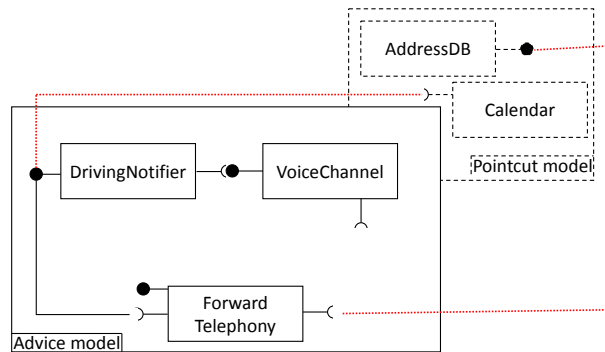 AddressDB
Calendar
Pointcut model
DrivingNotifier
VoiceChannel
Forward
Telephony
Advice model